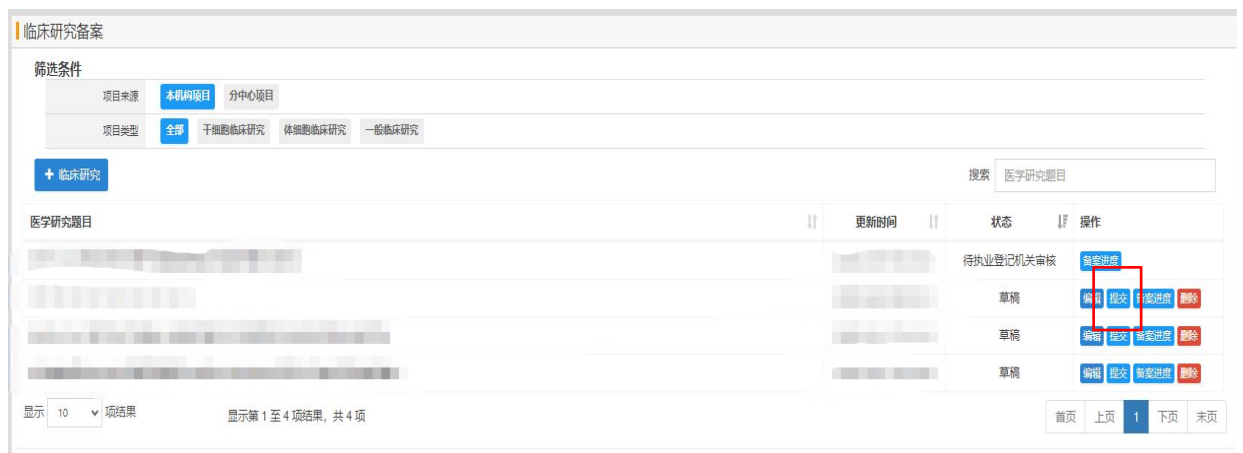 临床研究备案
筛选条件
项目来源 本机构项目 分中心项目
项目类型 全部 干细胞临床研究 体细胞临床研究 一般临床研究
+ 临床研究 搜索 医学研究题目
医学研究题目 更新时间 状态 操作
待执业登记机关审核 备案进度
草稿 编辑 提交 备案进度 删除
草稿 编辑 提交 备案进度 删除
草稿 编辑 提交 备案进度 删除
显示 10 项结果 显示第 1 至 4 项结果，共 4 项 首页 上页 1 下页 末页